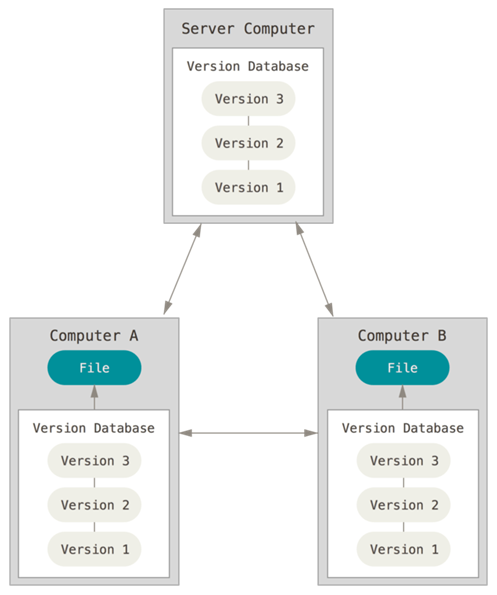 Server Computer
Version Database
Version 3
Version 2
Version 1
Computer A
File
Version Database
Version 3
Version 2
Version 1
Computer B
File
Version Database
Version 3
Version 2
Version 1